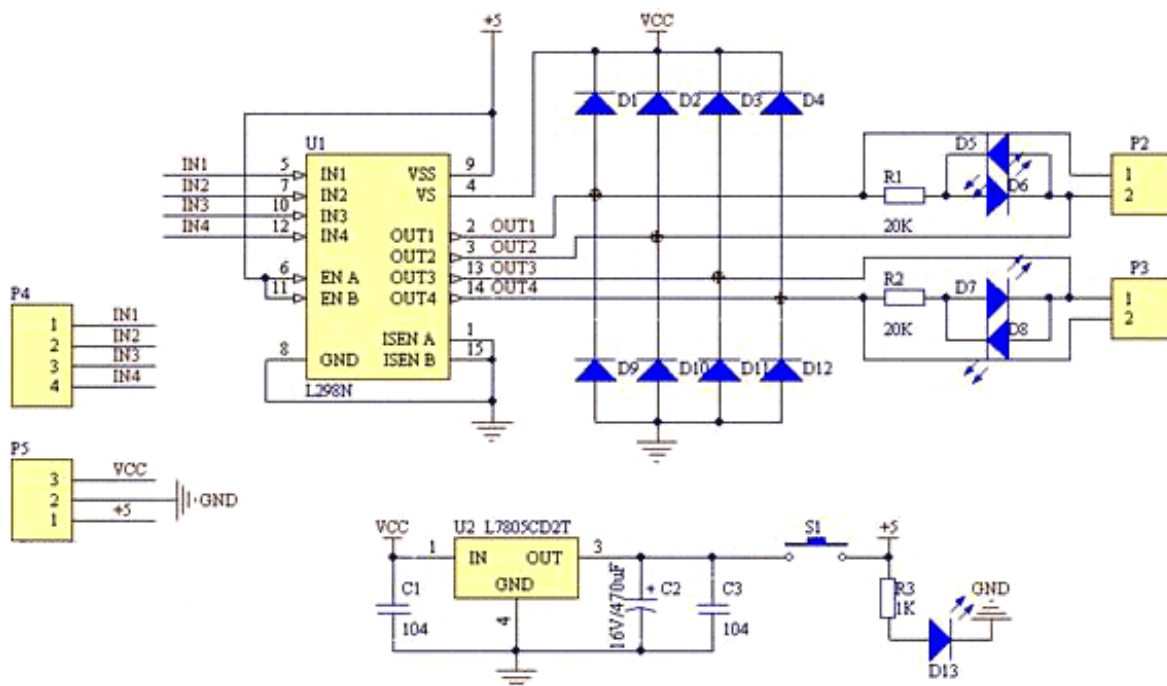 +5
VCC
D1
D2
D3
D4
U1
IN1
5
IN1
VSS
9
IN2
7
IN2
VS
4
IN3
10
IN3
IN4
12
IN4
OUT1
2
OUT1
OUT2
3
OUT2
OUT3
13
OUT3
OUT4
14
OUT4
6
EN A
11
EN B
ISEN A
1
ISEN B
15
8
GND
L298N
D5
D6
R1
20K
P2
1
2
R2
20K
D7
D8
P3
1
2
D9
D10
D11
D12
P4
1
IN1
2
IN2
3
IN3
4
IN4
P5
3
VCC
2
GND
1
+5
VCC
U2 L7805CD2T
1
IN
OUT
3
GND
4
C1
104
16V/470uF
+
C2
C3
104
S1
+5
R3
1K
GND
D13